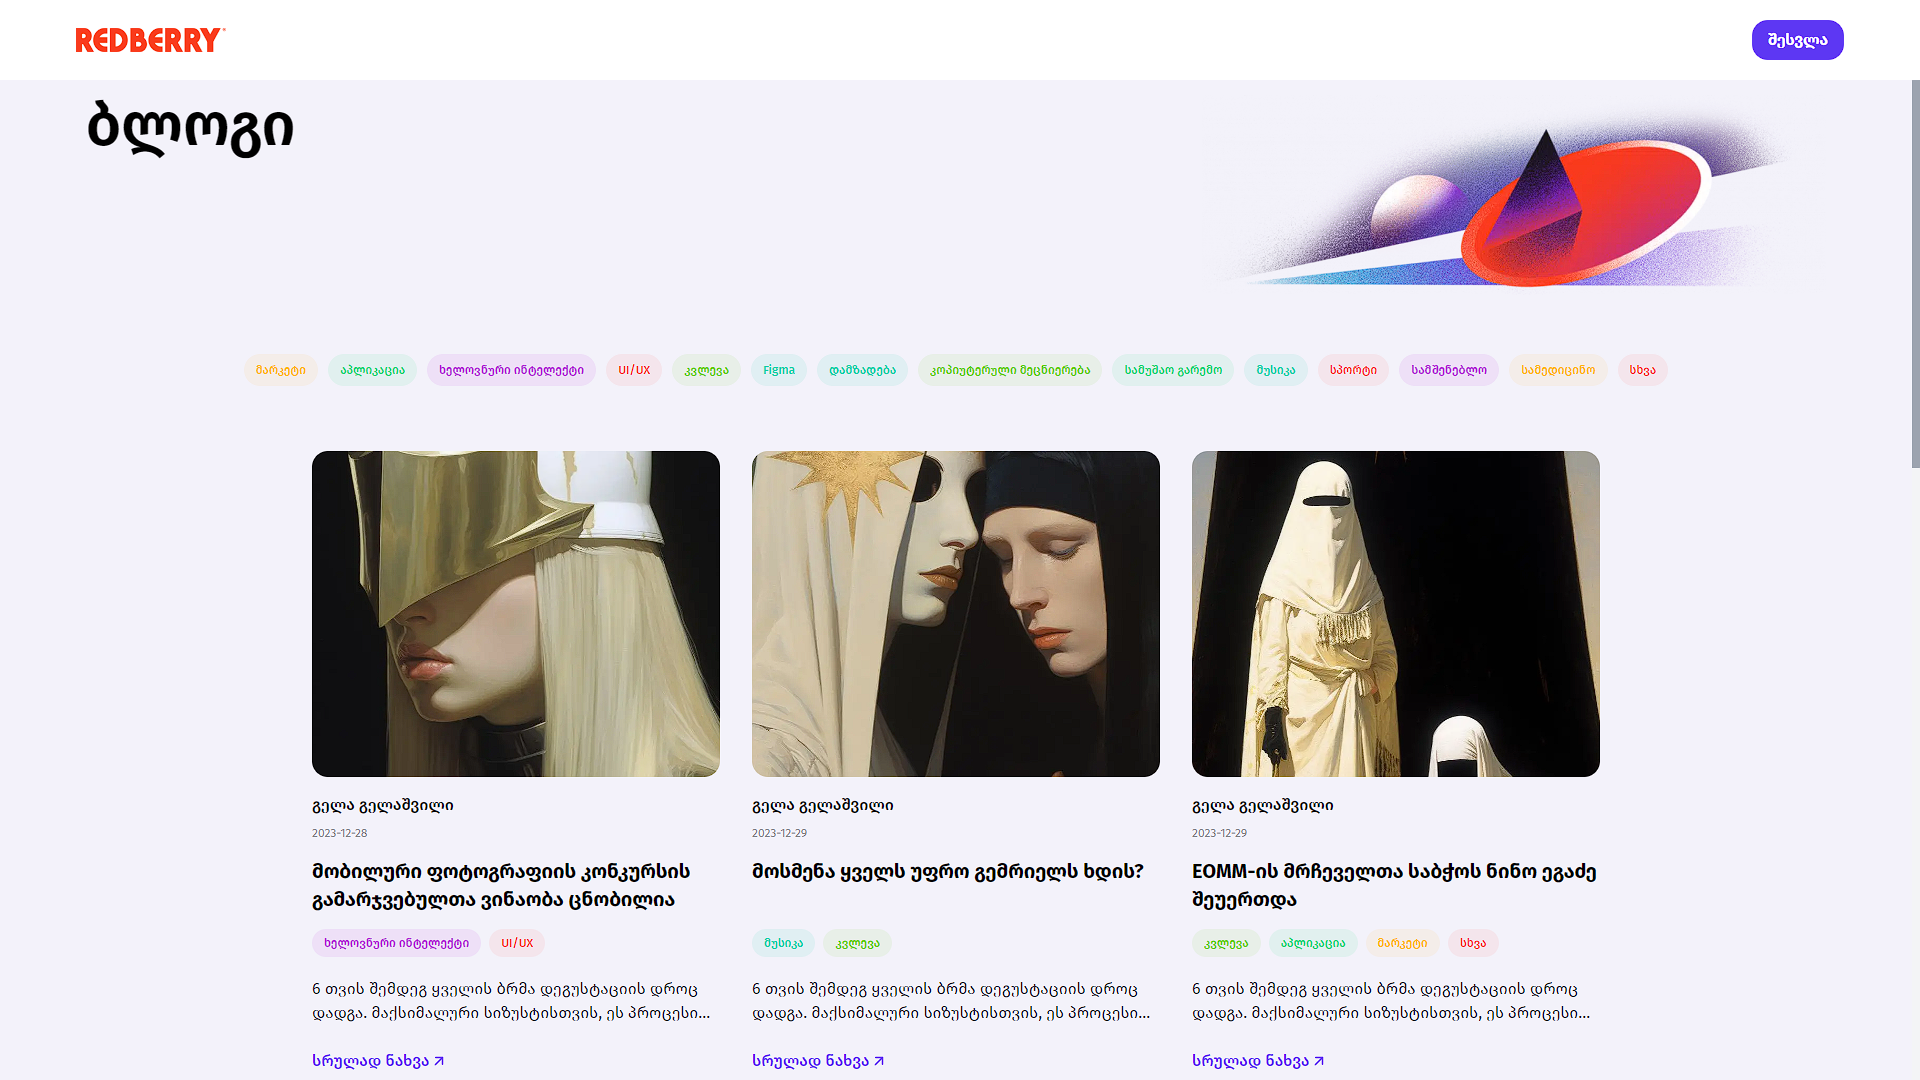 REDBERRY
შესვლა
ბლოგი
მარკეტი
აპლიკაცია
ხელოვნური ინტელექტი
UI/UX
კვლევა
Figma
დამზადება
კოპიუტერული მეცნიერება
სამუშაო გარემო
მუსიკა
სპორტი
სამშენებლო
სამედიცინო
სხვა
გელა გელაშვილი
2023-12-28
მობილური ფოტოგრაფიის კონკურსის
გამარჯვებულთა ვინაობა ცნობილია
ხელოვნური ინტელექტი
UI/UX
6 თვის შემდეგ ყველის ბრმა დეგუსტაციის დროც
დადგა. მაქსიმალური სიზუსტისთვის, ეს პროცესი...
სრულად ნახვა
გელა გელაშვილი
2023-12-29
მოსმენა ყველს უფრო გემრიელს ხდის?
მუსიკა
კვლევა
6 თვის შემდეგ ყველის ბრმა დეგუსტაციის დროც
დადგა. მაქსიმალური სიზუსტისთვის, ეს პროცესი...
სრულად ნახვა
გელა გელაშვილი
2023-12-29
EOMM-ის მრჩეველთა საბჭოს ნინო ეგაძე
შეუერთდა
კვლევა
აპლიკაცია
მარკეტი
სხვა
6 თვის შემდეგ ყველის ბრმა დეგუსტაციის დროც
დადგა. მაქსიმალური სიზუსტისთვის, ეს პროცესი...
სრულად ნახვა